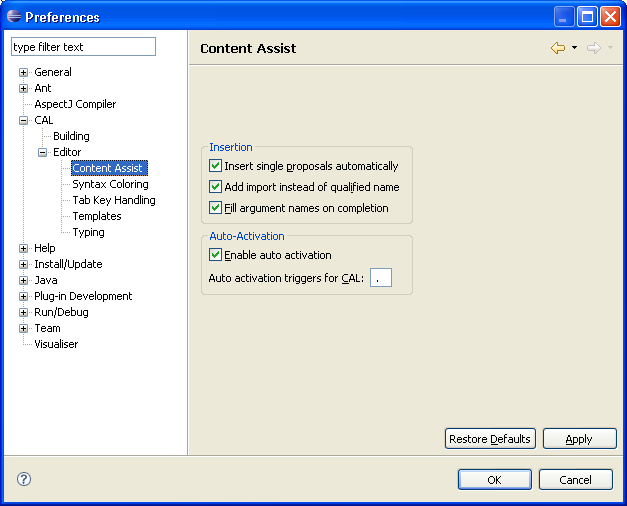 Preferences
type filter text
Content Assist
General
Ant
AspectJ Compiler
CAL
Building
Editor
Content Assist
Syntax Coloring
Tab Key Handling
Templates
Typing
Help
Install/Update
Java
Plug-in Development
Run/Debug
Team
Visualiser
Insertion
Insert single proposals automatically
Add import instead of qualified name
Fill argument names on completion
Auto-Activation
Enable auto activation
Auto activation triggers for CAL: .
Restore Defaults Apply
? OK Cancel